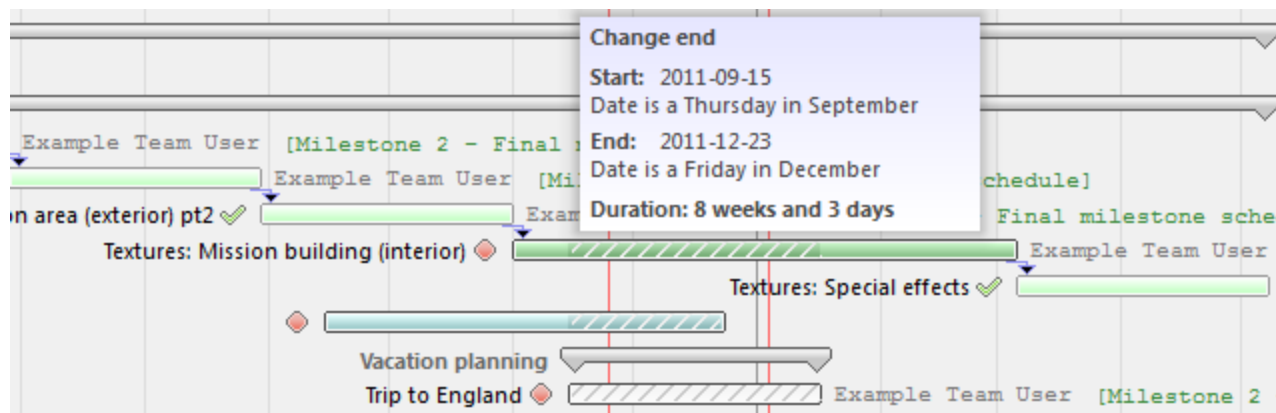 Change end
Start: 2011-09-15
Date is a Thursday in September
End: 2011-12-23
Date is a Friday in December
Duration: 8 weeks and 3 days
Example Team User [Milestone 2 - Final
Example Team User chedule]
on area (exterior) pt2 Final milestone sche
Textures: Mission building (interior) Example Team User
Textures: Special effects
Vacation planning
Trip to England Example Team User [Milestone 2